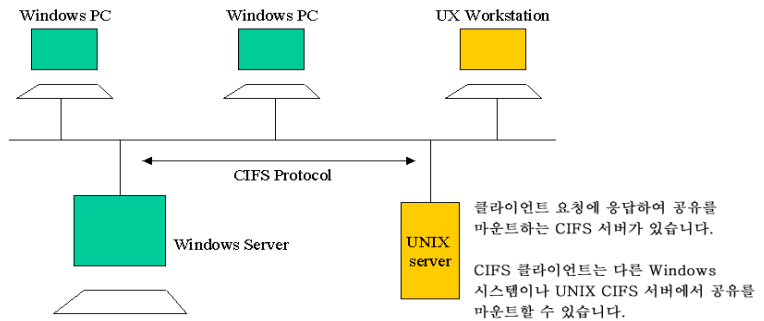 Windows PC
Windows PC
UX Workstation
CIFS Protocol
Windows Server
UNIX
server
클라이언트 요청에 응답하여 공유를
마운트하는 CIFS 서버가 있습니다.
CIFS 클라이언트는 다른 Windows
시스템이나 UNIX CIFS 서버에서 공유를
마운트할 수 있습니다.